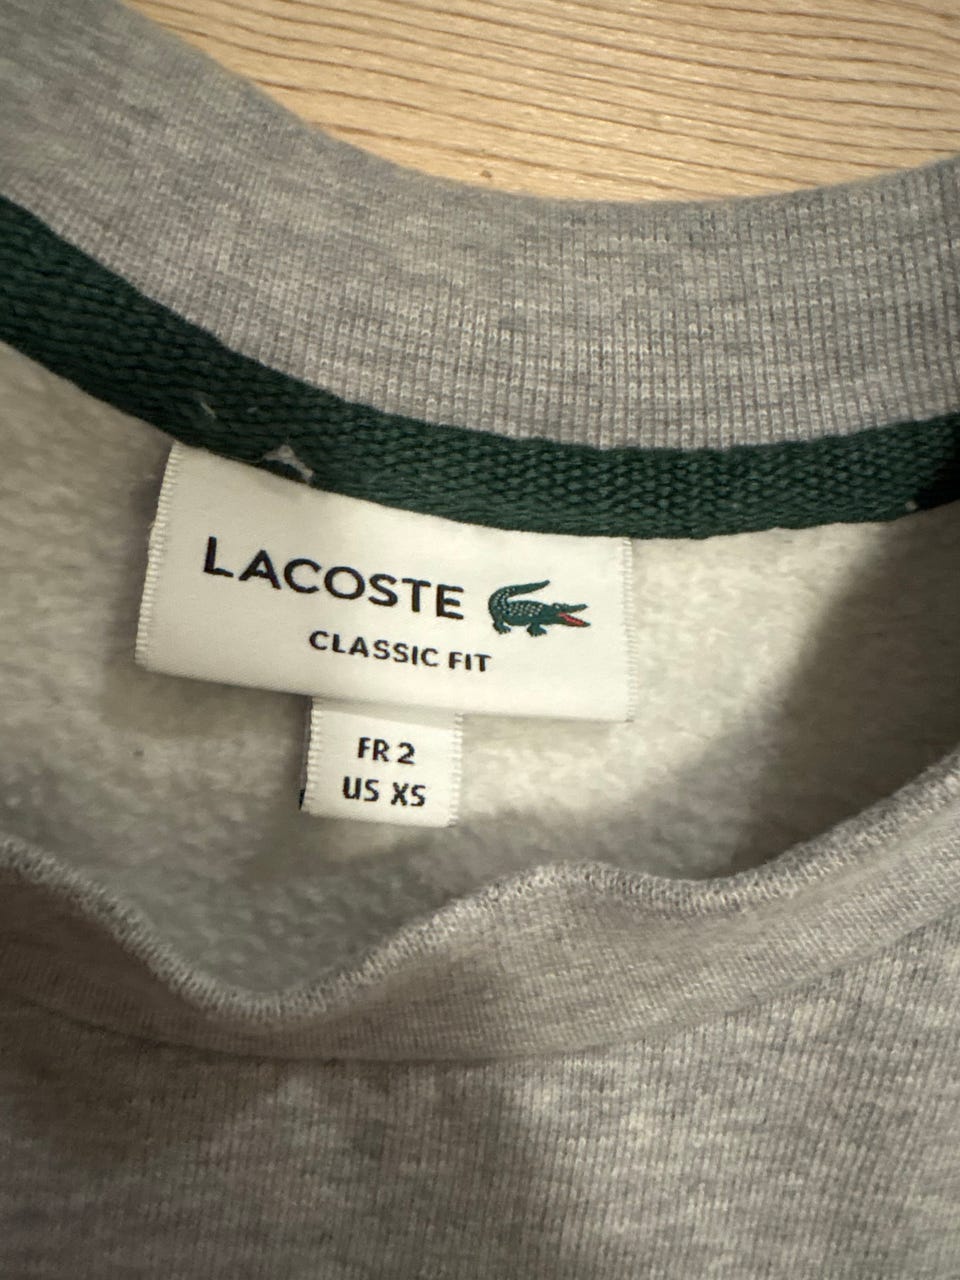 LACOSTE
CLASSIC FIT
FR 2
US XS